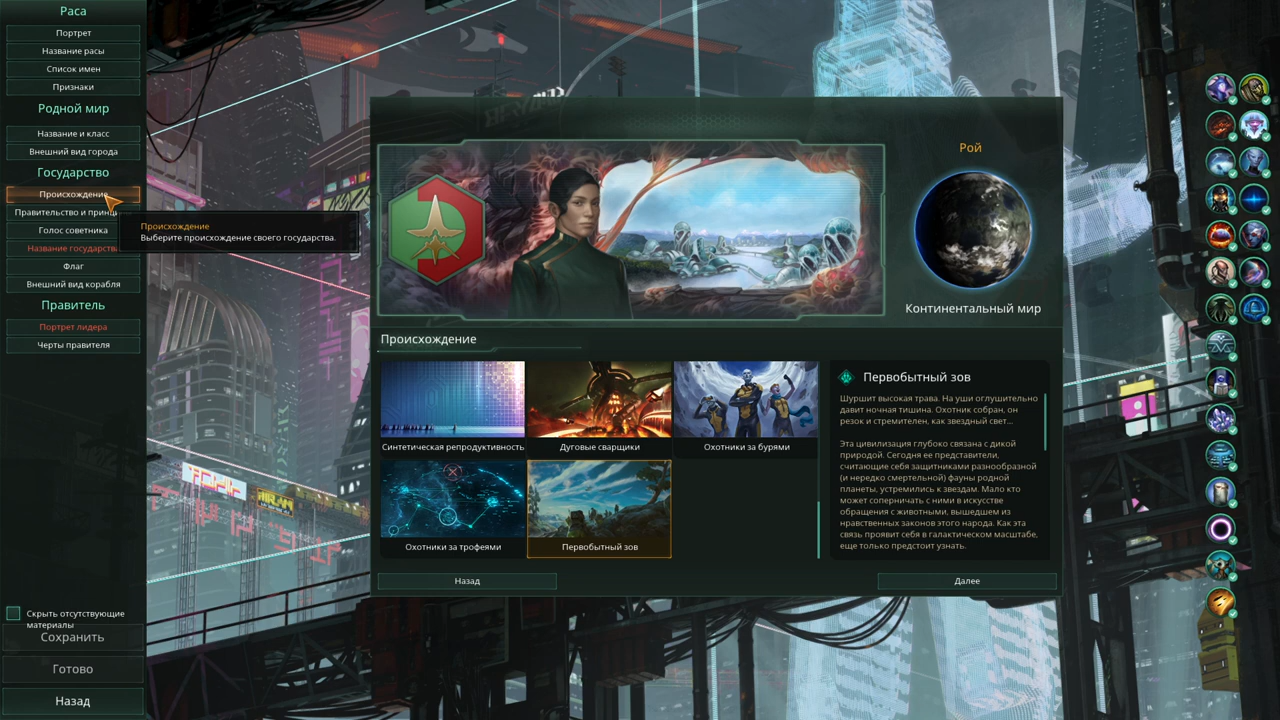 Раса
Портрет
Название расы
Список имен
Признаки
Родной мир
Название и класс
Внешний вид города
Государство
Происхождение
Правительство и принц
Голос советника
Название государства
Флаг
Внешний вид корабля
Правитель
Портрет лидера
Черты правителя
Скрыть отсутствующие
материалы
Сохранить
Готово
Назад
Происхождение
Выберите происхождение своего государства.
Рой
Континентальный мир
Происхождение
Синтетическая репродуктивность
Дуговые сварщики
Охотники за бурями
Охотники за трофеями
Первобытный зов
Назад
Первобытный зов
Шуршит высокая трава. На уши оглушительно
давит ночная тишина. Охотник собран, он
резок и стремителен, как звездный свет...
Эта цивилизация глубоко связана с дикой
природой. Сегодня ее представители,
считающие себя защитниками разнообразной
(и нередко смертельной) фауны родной
планеты, устремились к звездам. Мало кто
может соперничать с ними в искусстве
обращения с животными, вышедшем из
нравственных законов этого народа. Как эта
связь проявит себя в галактическом масштабе,
еще только предстоит узнать.
Далее